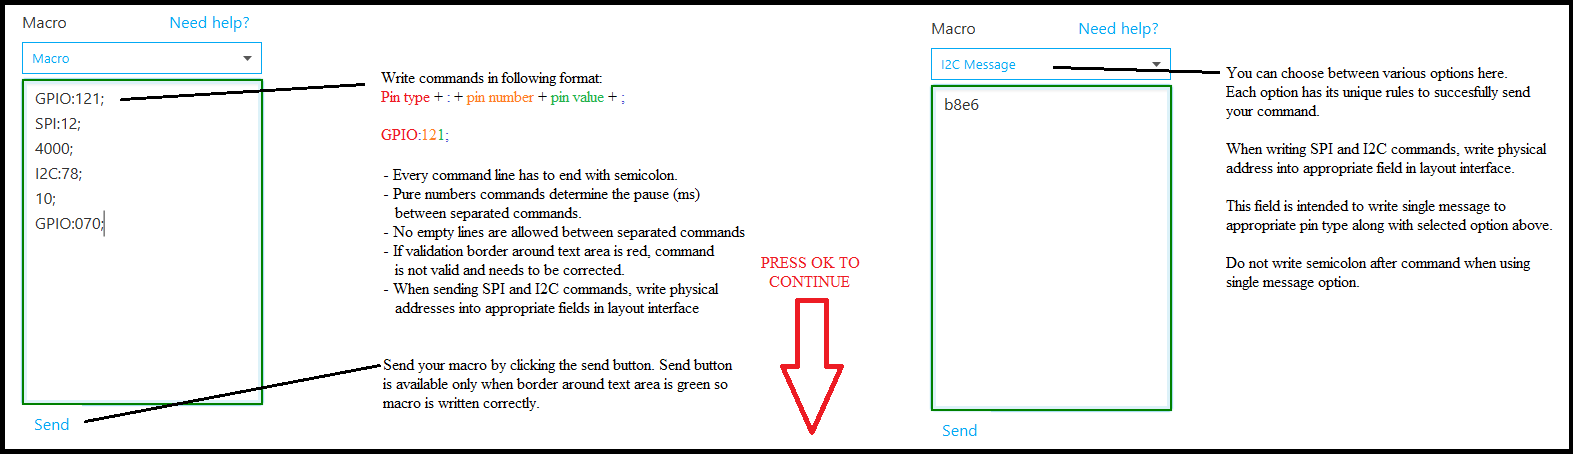 Macro
Need help?
Macro
GPIO:121;
SPI:12;
4000;
I2C:78;
10;
GPIO:070;
Send
Write commands in following format:
Pin type + : + pin number + pin value + ;
GPIO:121;
- Every command line has to end with semicolon.
- Pure numbers commands determine the pause (ms)
between separated commands.
- No empty lines are allowed between separated commands
- If validation border around text area is red, command
is not valid and needs to be corrected.
- When sending SPI and I2C commands, write physical
addresses into appropriate fields in layout interface
Send your macro by clicking the send button. Send button
is available only when border around text area is green so
macro is written correctly.
PRESS OK TO
CONTINUE
Macro
Need help?
I2C Message
b8e6
Send
You can choose between various options here.
Each option has its unique rules to succesfully send
your command.
When writing SPI and I2C commands, write physical
address into appropriate field in layout interface.
This field is intended to write single message to
appropriate pin type along with selected option above.
Do not write semicolon after command when using
single message option.